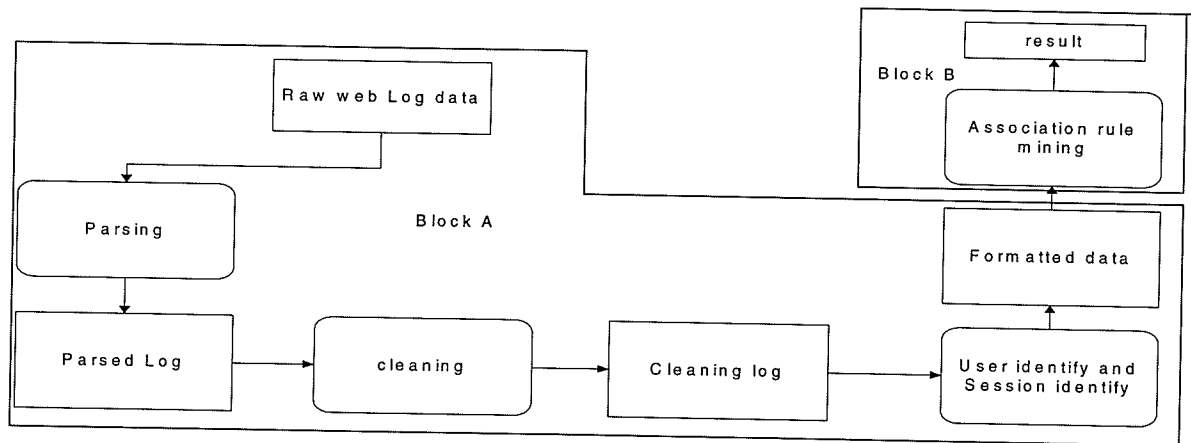 result
Block B
Raw web Log data
Association rule
mining
Parsing
Block A
Formatted data
Parsed Log
cleaning
Cleaning log
User identify and
Session identify